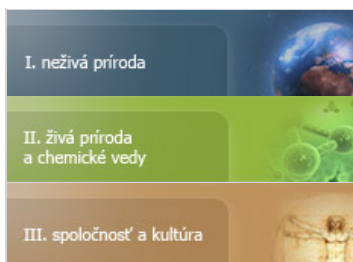 I. neživá príroda
II. živá príroda
a chemické vedy
III. spoločnosť a kultúra